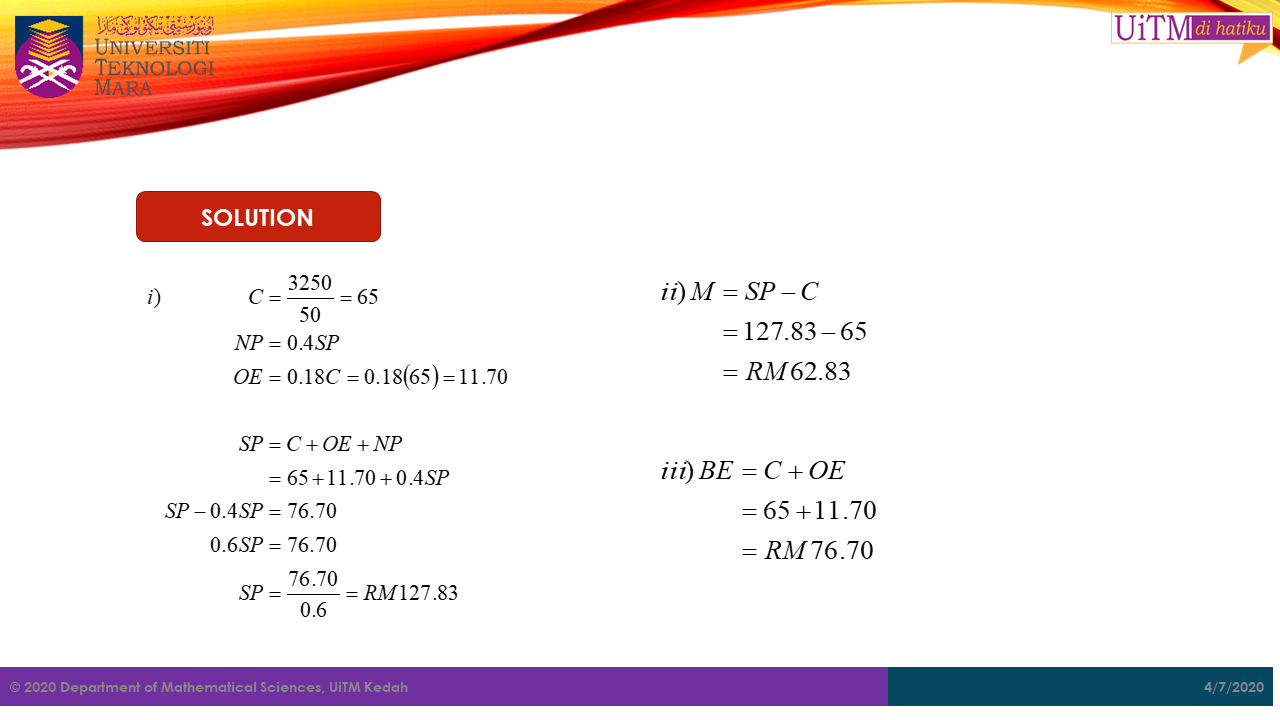 UNIVERSITI
TEKNOLOGI
MARA
UiTM di hatiku
SOLUTION
i) C = 3250/50 = 65
NP = 0.4SP
OE = 0.18C = 0.18(65) = 11.70
SP = C + OE + NP
= 65 + 11.70 + 0.4SP
SP − 0.4SP = 76.70
0.6SP = 76.70
SP = 76.70/0.6 = RM127.83
ii) M = SP − C
= 127.83 − 65
= RM62.83
iii) BE = C + OE
= 65 + 11.70
= RM76.70
© 2020 Department of Mathematical Sciences, UiTM Kedah
4/7/2020